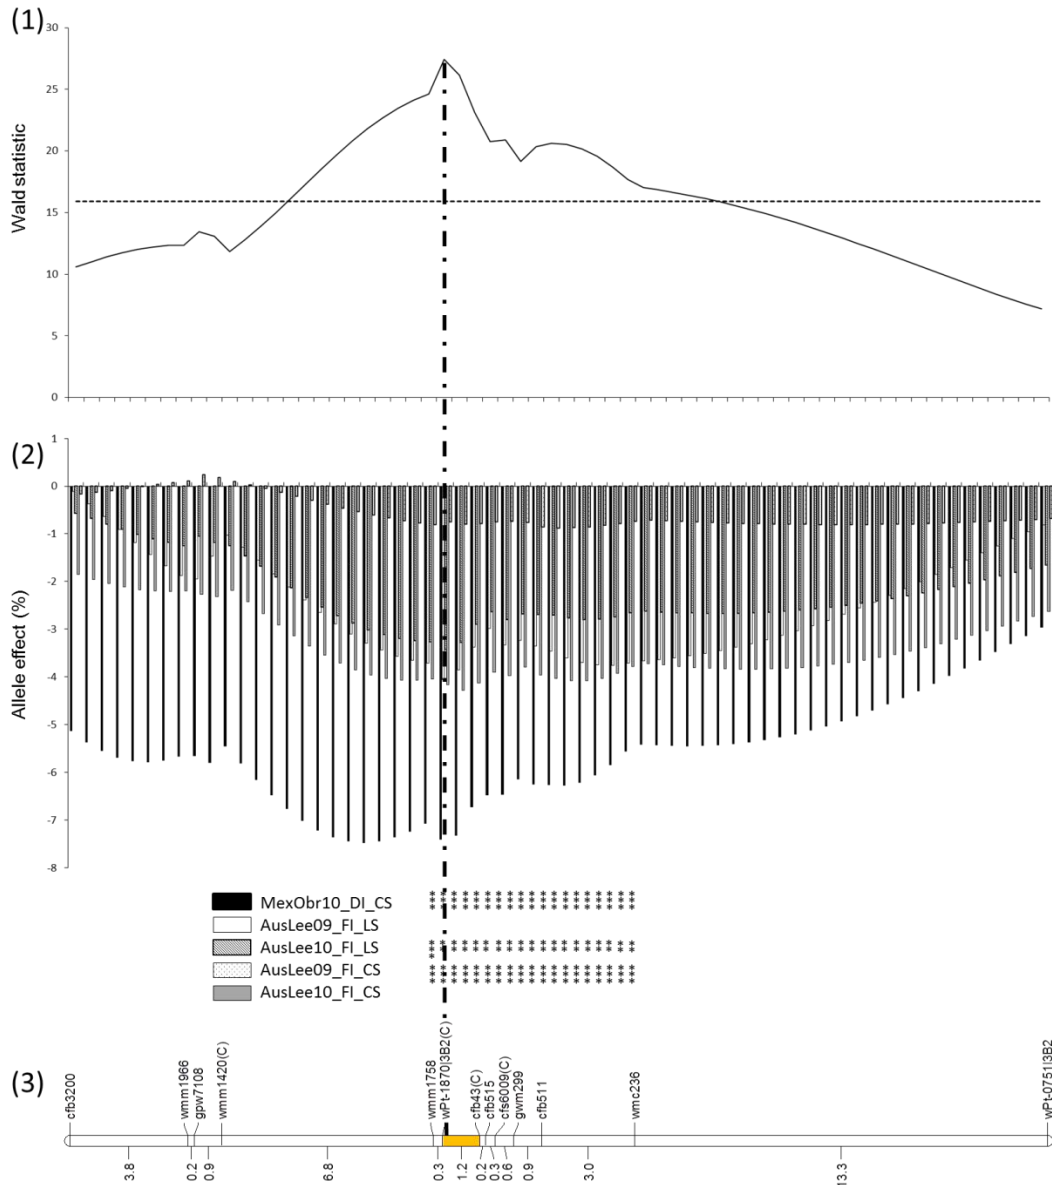 (1)
30
25
20
15
10
5
0
Wald statistic
(2)
1
0
-1
-2
-3
-4
-5
-6
-7
-8
Allele effect (%)
MexObr10_DI_CS
AusLee09_FI_LS
AusLee10_FI_LS
AusLee09_FI_CS
AusLee10_FI_CS
(3)
cfb3200
wmm1966
gpw7108
wmm1420(C)
wmm1758
wPt-1870|3B2(C)
cfb43(C)
cfb515
cfs6009(C)
gwm299
cfb511
wmc236
wPt-0751|3B2
3.8
0.2
0.9
6.8
0.3
1.2
0.2
0.3
0.6
0.9
3.0
13.3